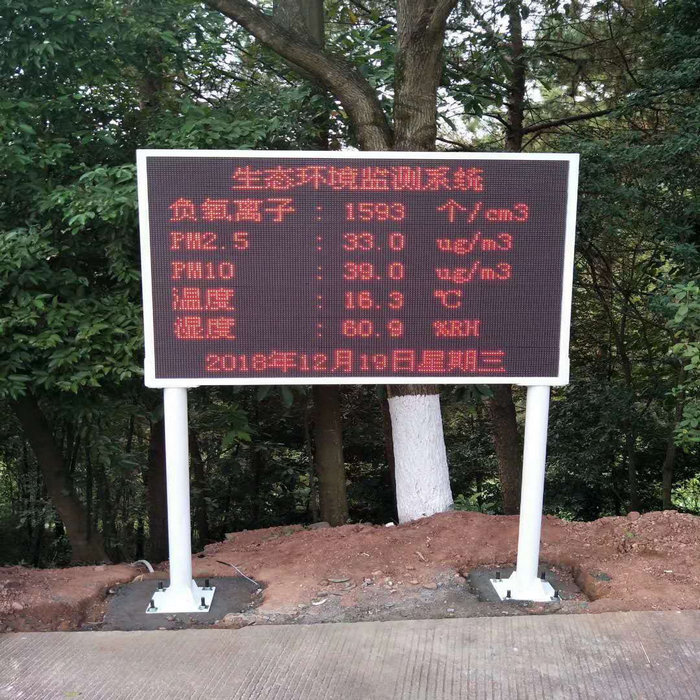 生态环境监测系统
负氧离子 : 1593 个/cm3
PM2.5 : 33.0 ug/m3
PM10 : 39.0 ug/m3
温度 : 16.3 ℃
湿度 : 60.9 %RH
2018年12月19日星期三